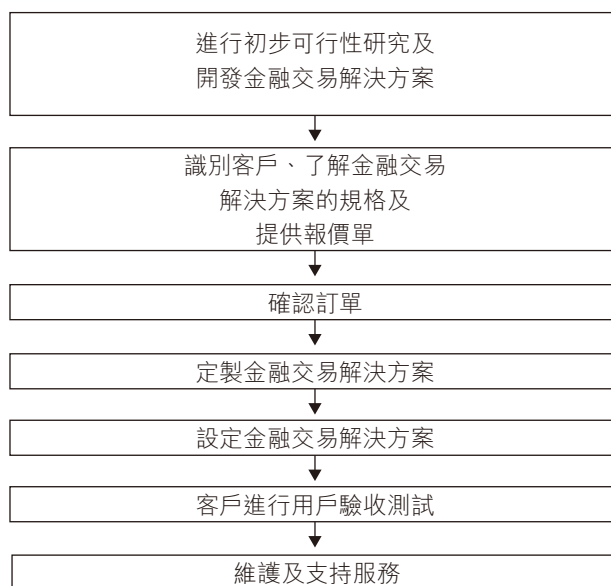 進行初步可行性研究及
開發金融交易解決方案
識別客戶、了解金融交易
解決方案的規格及
提供報價單
確認訂單
定製金融交易解決方案
設定金融交易解決方案
客戶進行用戶驗收測試
維護及支持服務